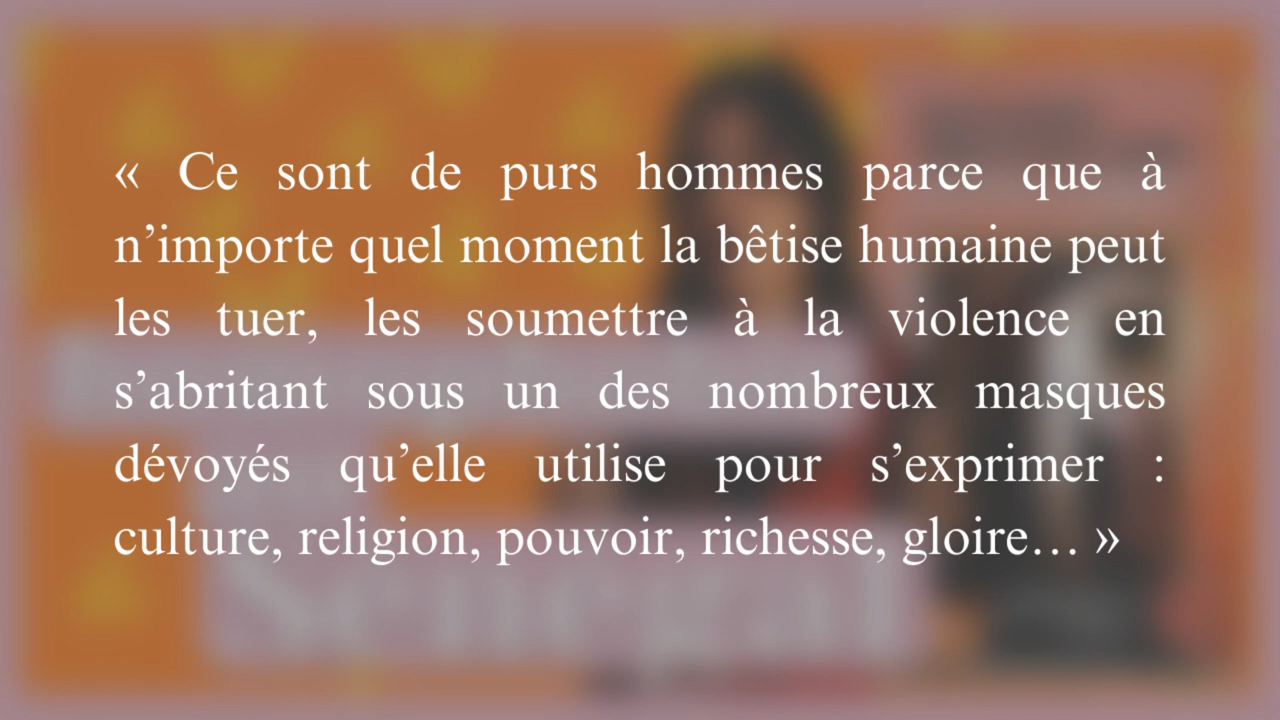 « Ce sont de purs hommes parce que à
n’importe quel moment la bêtise humaine peut
les tuer, les soumettre à la violence en
s’abritant sous un des nombreux masques
dévoyés qu’elle utilise pour s’exprimer :
culture, religion, pouvoir, richesse, gloire… »